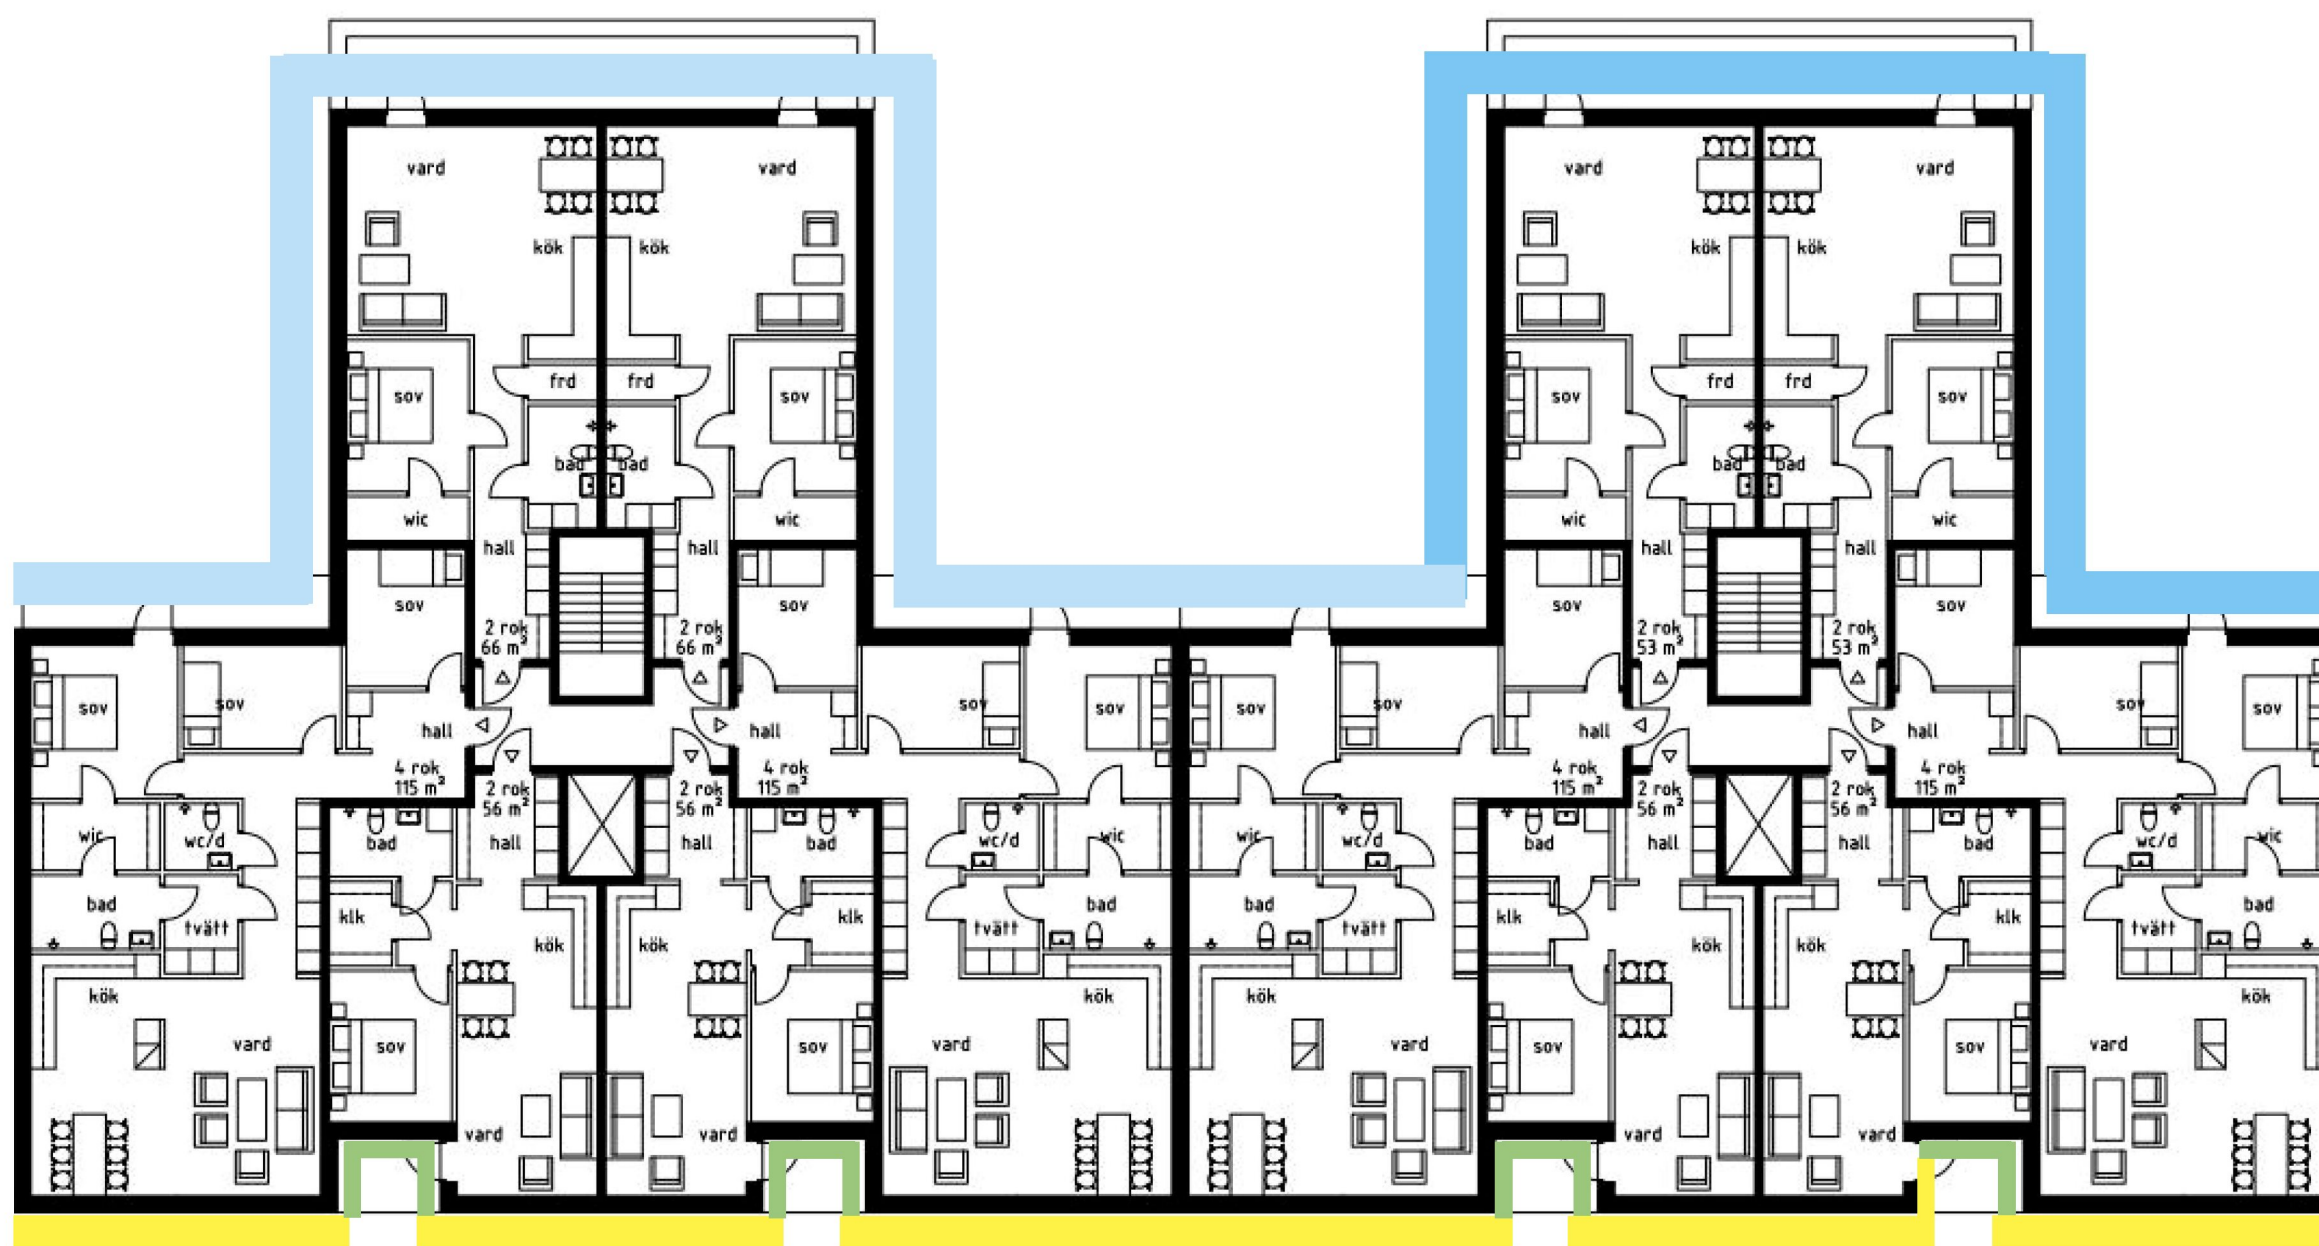 vard vard vard vard
kök kök kök kök
frd frd frd frd
sov sov sov sov
bad bad bad bad
wic wic wic wic
hall hall hall hall
sov sov sov sov
2 rok 2 rok 2 rok 2 rok
66 m² 66 m² 53 m² 53 m²
sov sov sov sov sov sov sov sov
hall hall hall hall
4 rok 4 rok 4 rok 4 rok
115 m² 115 m² 115 m² 115 m²
2 rok 2 rok 2 rok 2 rok
56 m² 56 m² 56 m² 56 m²
wic wc/d bad hall hall bad wc/d wic wic wc/d bad hall hall bad wc/d wic
bad klk klk bad bad klk klk bad
tvätt tvätt tvätt tvätt
kök kök kök kök
kök kök kök kök
vard sov sov vard vard sov sov vard
vard vard vard vard